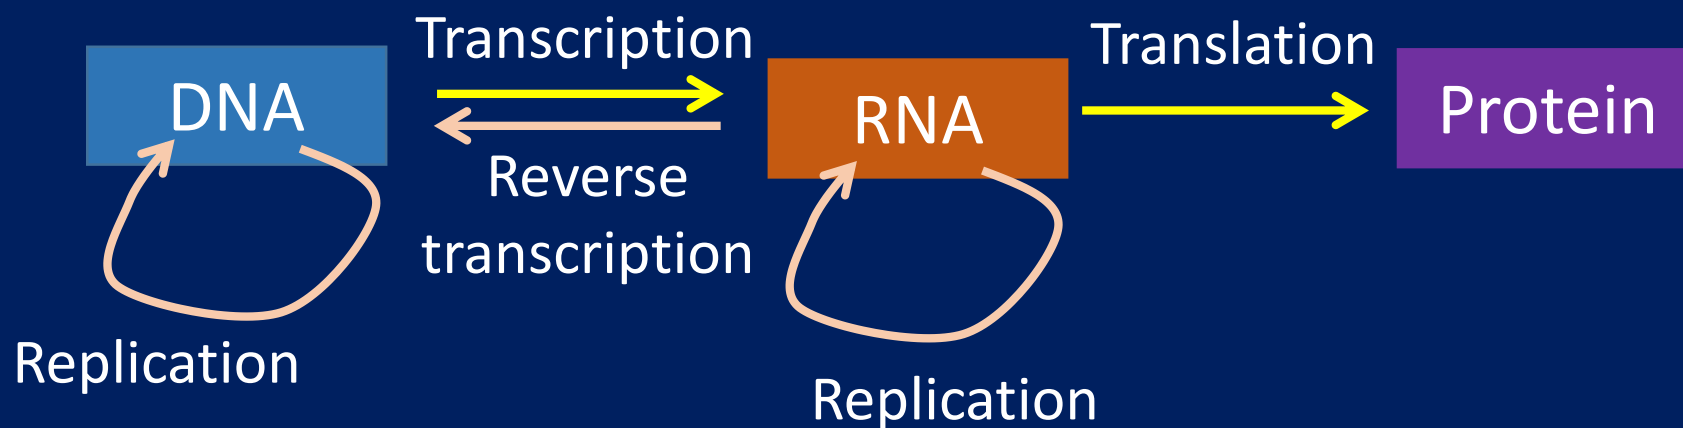 Transcription
Translation
DNA
RNA
Protein
Reverse
transcription
Replication
Replication